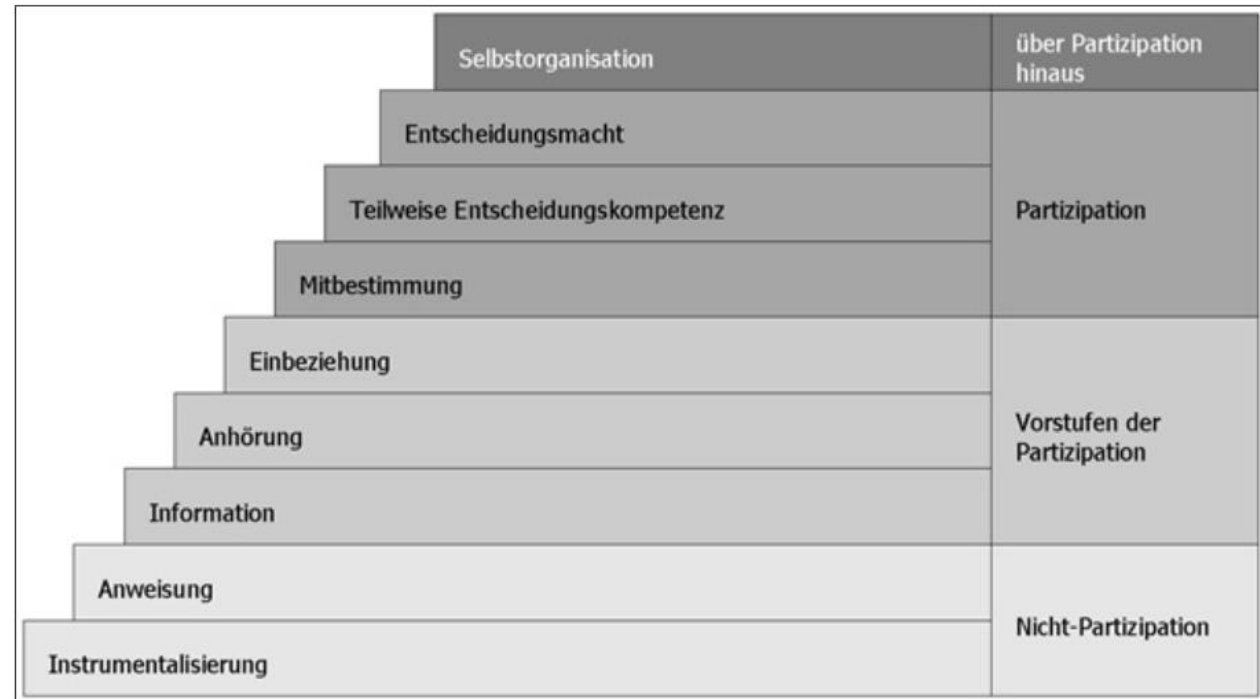 Selbstorganisation
über Partizipation
hinaus
Entscheidungsmacht
Teilweise Entscheidungskompetenz
Partizipation
Mitbestimmung
Einbeziehung
Anhörung
Vorstufen der
Partizipation
Information
Anweisung
Nicht-Partizipation
Instrumentalisierung